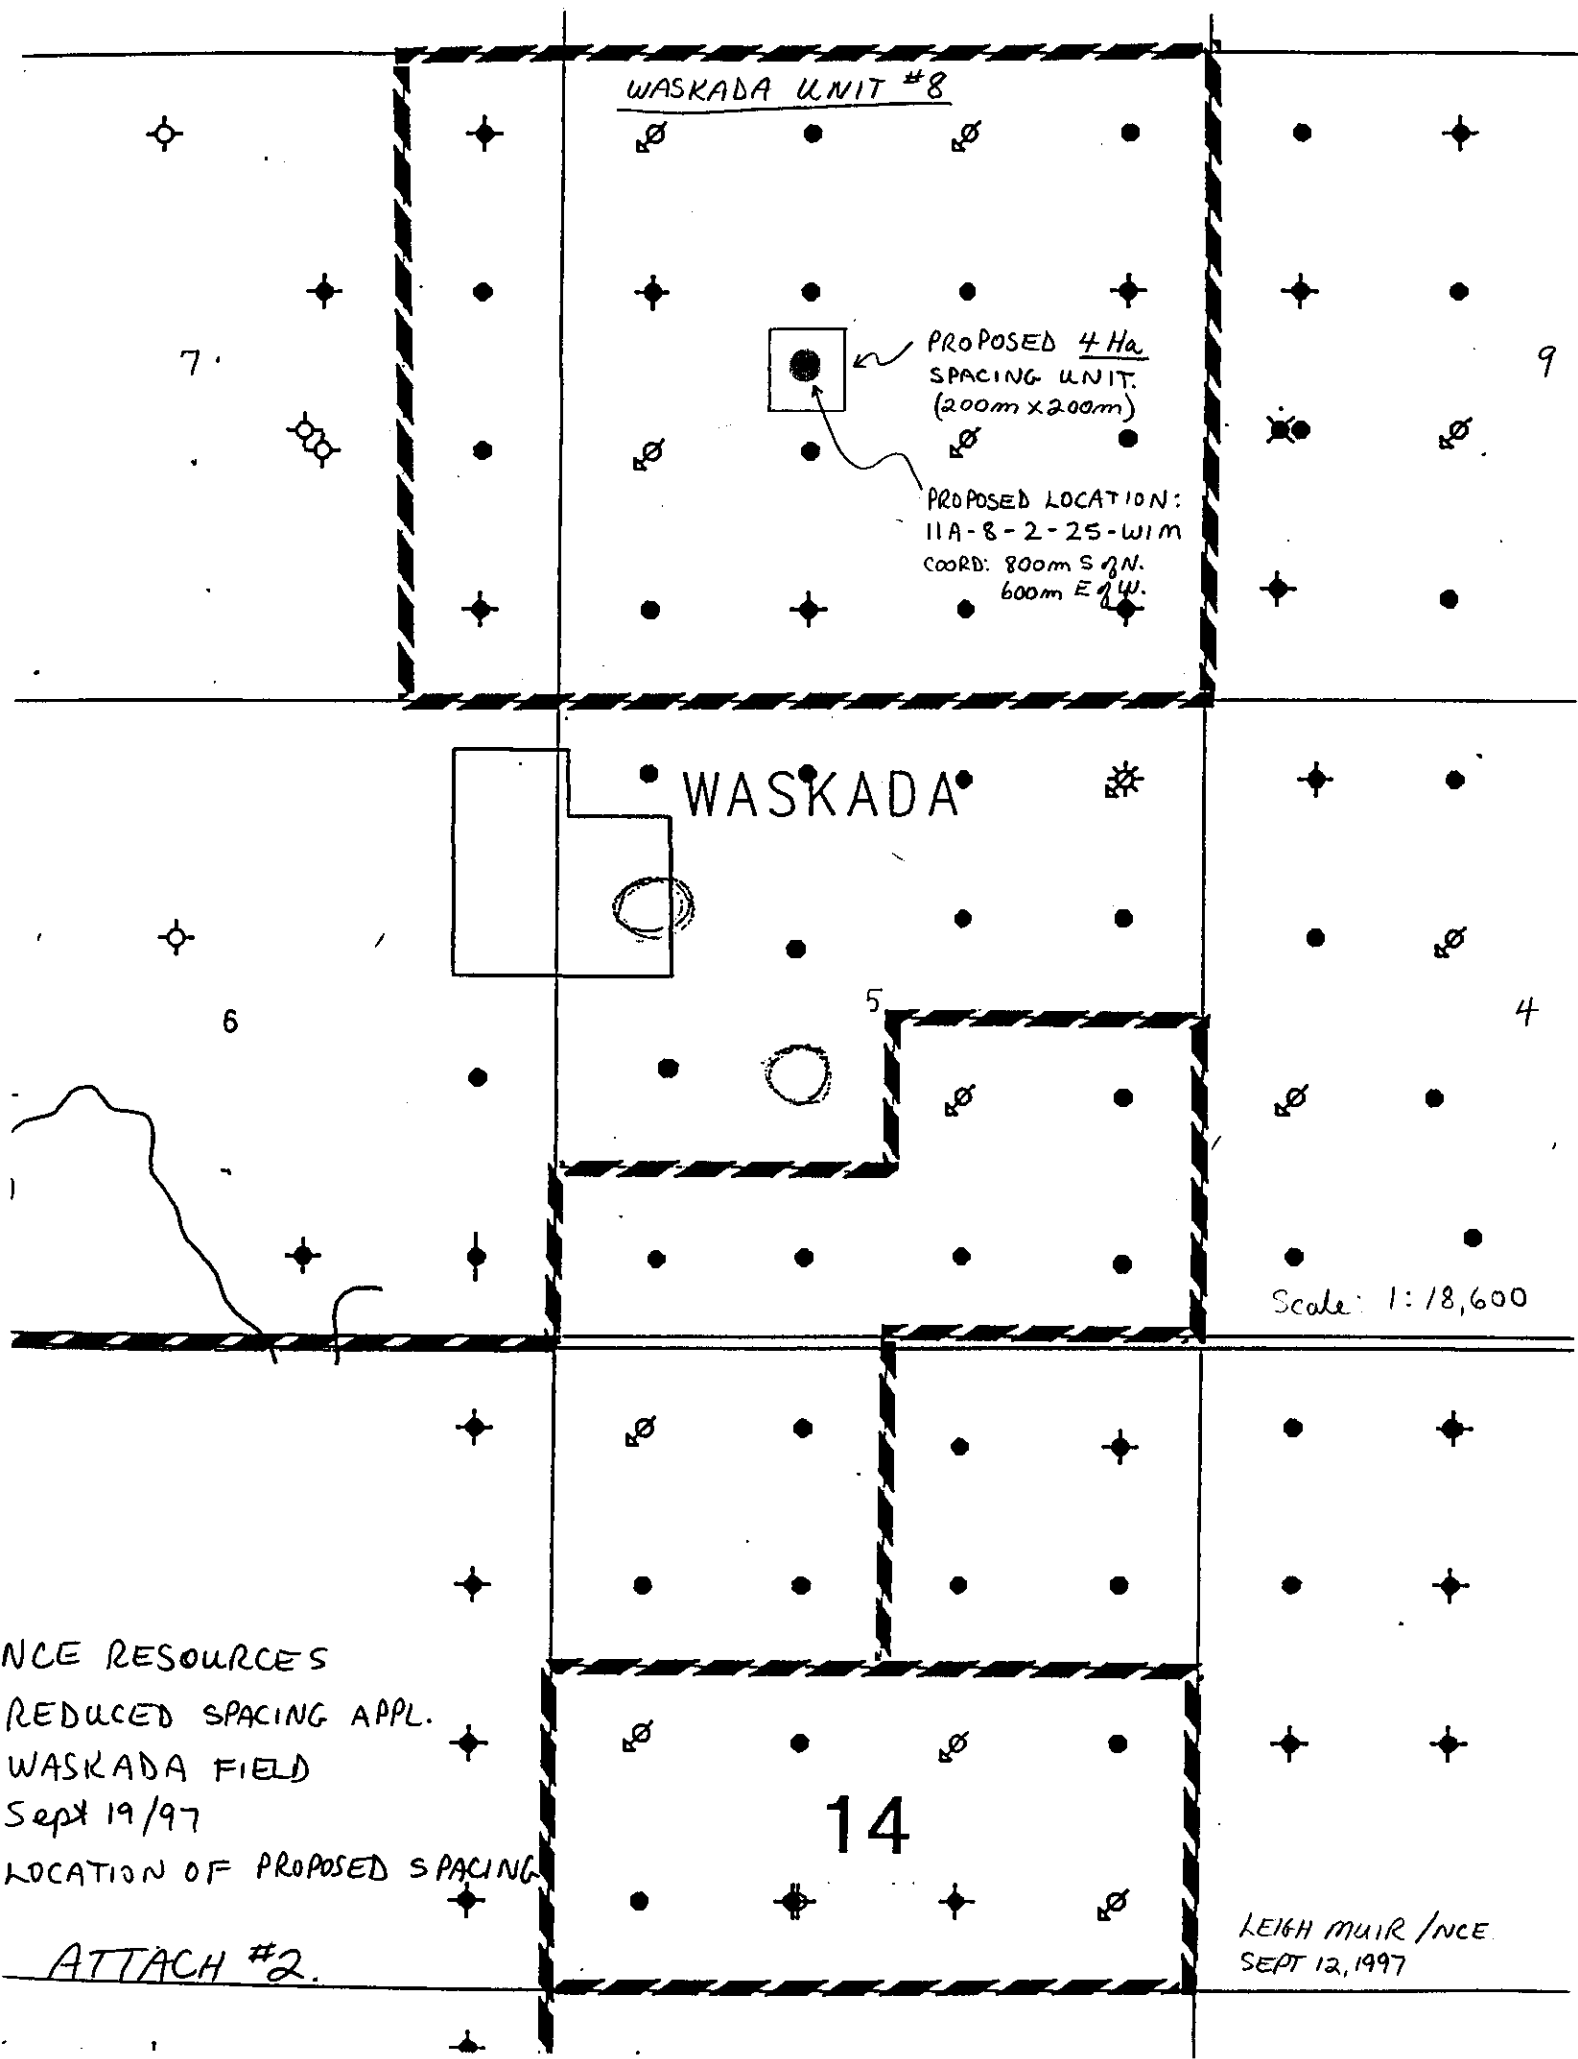 WASKADA UNIT #8
7
9
PROPOSED 4 Ha
SPACING UNIT.
(200m x 200m)
PROPOSED LOCATION:
11A-8-2-25-W1M
COORD: 800m S of N.
600m E of W.
WASKADA
5
6
4
Scale: 1:18,600
NCE RESOURCES
REDUCED SPACING APPL.
WASKADA FIELD
Sept 19/97
LOCATION OF PROPOSED SPACING
14
ATTACH #2.
LEIGH MUIR /NCE
SEPT 12, 1997